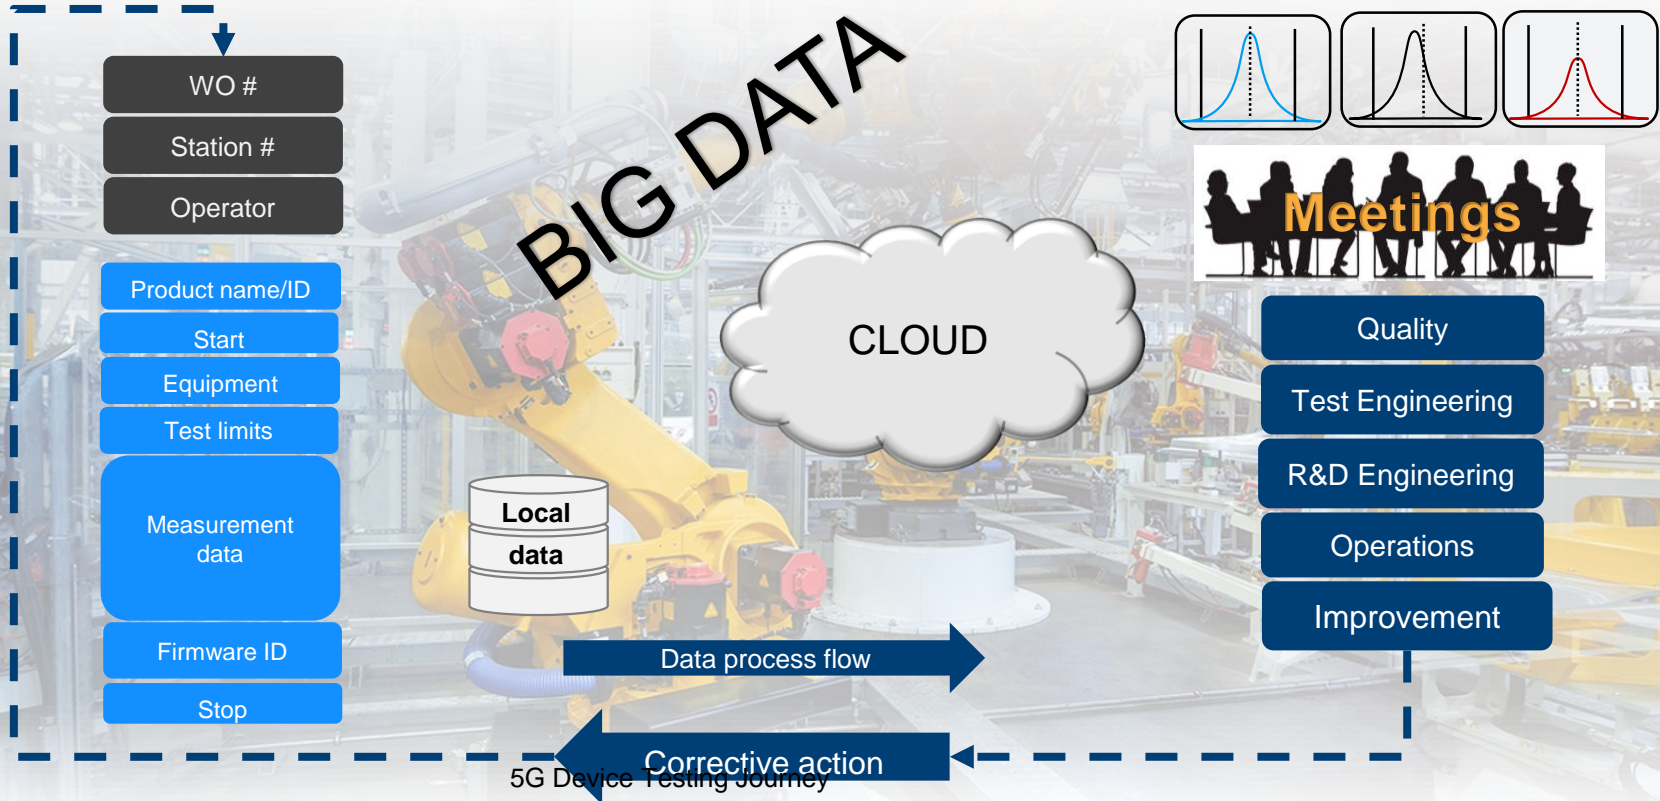 WO #
Station #
Operator
Product name/ID
Start
Equipment
Test limits
Measurement
data
Firmware ID
Stop
BIG DATA
CLOUD
Local
data
Data process flow
Corrective action
5G Device Testing Journey
Meetings
Quality
Test Engineering
R&D Engineering
Operations
Improvement